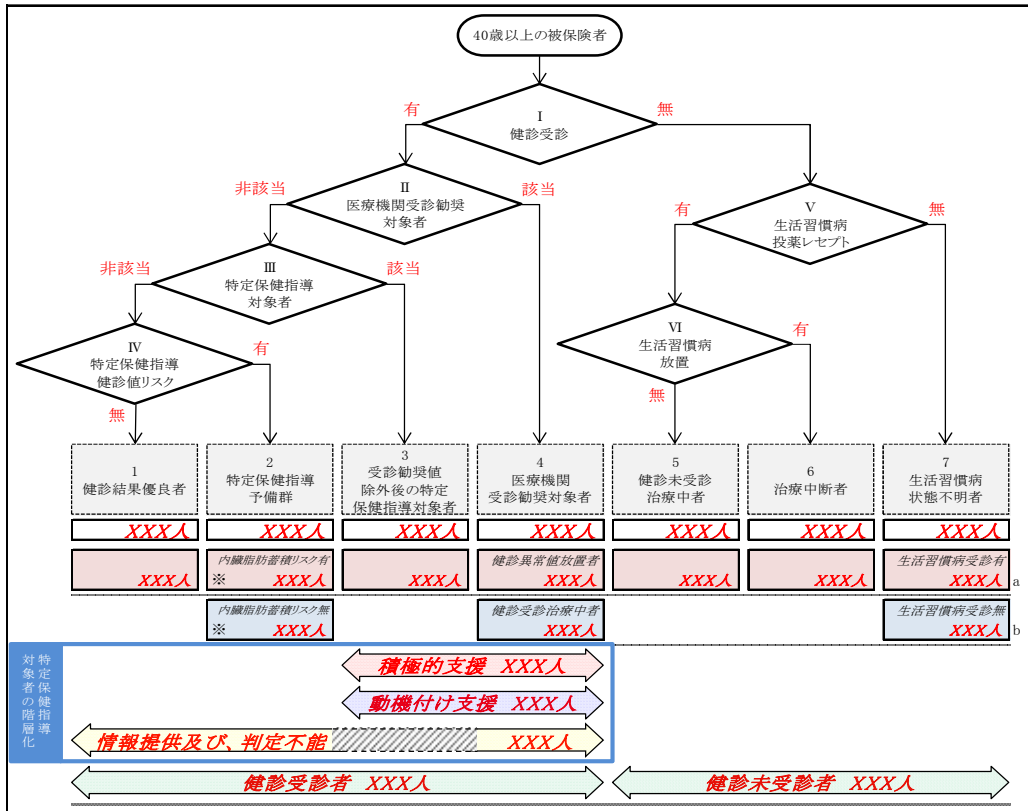 40歳以上の被保険者
Ⅰ
健診受診
有
無
Ⅱ
医療機関受診勧奨
対象者
非該当
該当
Ⅴ
生活習慣病
投薬レセプト
有
無
Ⅲ
特定保健指導
対象者
非該当
該当
Ⅵ
生活習慣病
放置
有
無
Ⅳ
特定保健指導
健診値リスク
有
無
1
健診結果優良者
2
特定保健指導
予備群
3
受診勧奨値
除外後の特定
保健指導対象者
4
医療機関
受診勧奨対象者
5
健診未受診
治療中者
6
治療中断者
7
生活習慣病
状態不明者
XXX人
XXX人
XXX人
XXX人
XXX人
XXX人
XXX人
XXX人
内臓脂肪蓄積リスク有
※ XXX人
XXX人
健診異常値放置者
XXX人
XXX人
XXX人
生活習慣病受診有
XXX人
a
内臓脂肪蓄積リスク無
※ XXX人
健診受診治療中者
XXX人
生活習慣病受診無
XXX人
b
特定保健指導
対象者の階層化
積極的支援 XXX人
動機付け支援 XXX人
情報提供及び、判定不能 XXX人
健診受診者 XXX人
健診未受診者 XXX人